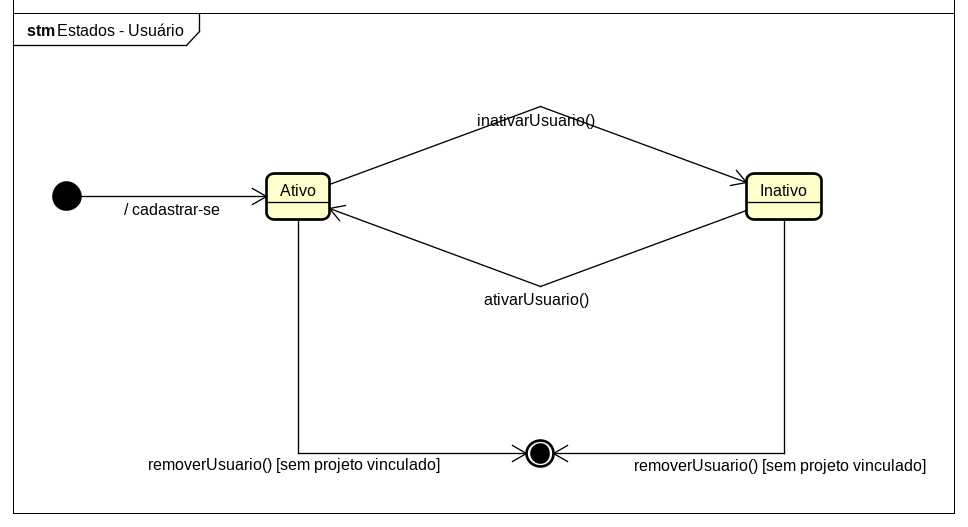 stm Estados - Usuário
inativarUsuario()
Ativo
Inativo
/ cadastrar-se
ativarUsuario()
removerUsuario() [sem projeto vinculado]
removerUsuario() [sem projeto vinculado]